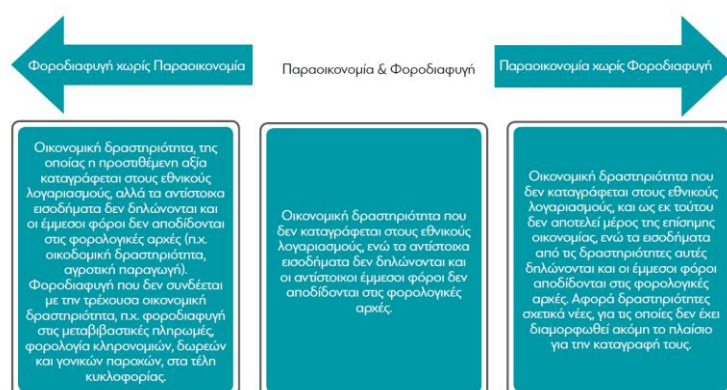 Φοροδιαφυγή χωρίς Παραοικονομία
Παραοικονομία & Φοροδιαφυγή
Παραοικονομία χωρίς Φοροδιαφυγή
Οικονομική δραστηριότητα, της
οποίας η προστιθέμενη αξία
καταγράφεται στους εθνικούς
λογαριασμούς, αλλά τα αντίστοιχα
εισοδήματα δεν δηλώνονται και
οι έμμεσοι φόροι δεν αποδίδονται
στις φορολογικές αρχές (π.χ.
οικοδομική δραστηριότητα,
αγροτική παραγωγή).
Φοροδιαφυγή που δεν συνδέεται
με την τρέχουσα οικονομική
δραστηριότητα, π.χ. φοροδιαφυγή
στις μεταβιβαστικές πληρωμές,
φορολογία κληρονομιών, δωρεών
και γονικών παροχών, στα τέλη
κυκλοφορίας.
Οικονομική δραστηριότητα που
δεν καταγράφεται στους εθνικούς
λογαριασμούς, ενώ τα αντίστοιχα
εισοδήματα δεν δηλώνονται και
οι αντίστοιχοι έμμεσοι φόροι δεν
αποδίδονται στις φορολογικές
αρχές.
Οικονομική δραστηριότητα που
δεν καταγράφεται στους εθνικούς
λογαριασμούς, και ως εκ τούτου
δεν αποτελεί μέρος της επίσημης
οικονομίας, ενώ τα εισοδήματα
από τις δραστηριότητες αυτές
δηλώνονται και οι έμμεσοι φόροι
αποδίδονται στις φορολογικές
αρχές. Αφορά δραστηριότητες
σχετικά νέες, για τις οποίες δεν έχει
διαμορφωθεί ακόμη το πλαίσιο
για την καταγραφή τους.